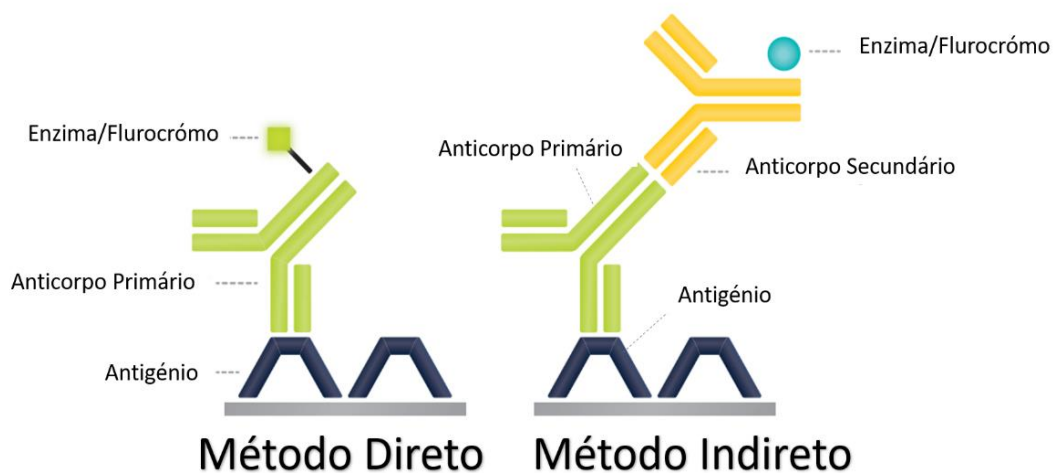 Enzima/Flurocrómo
Anticorpo Primário
Antigénio
Método Direto
Enzima/Flurocrómo
Anticorpo Primário
Anticorpo Secundário
Antigénio
Método Indireto